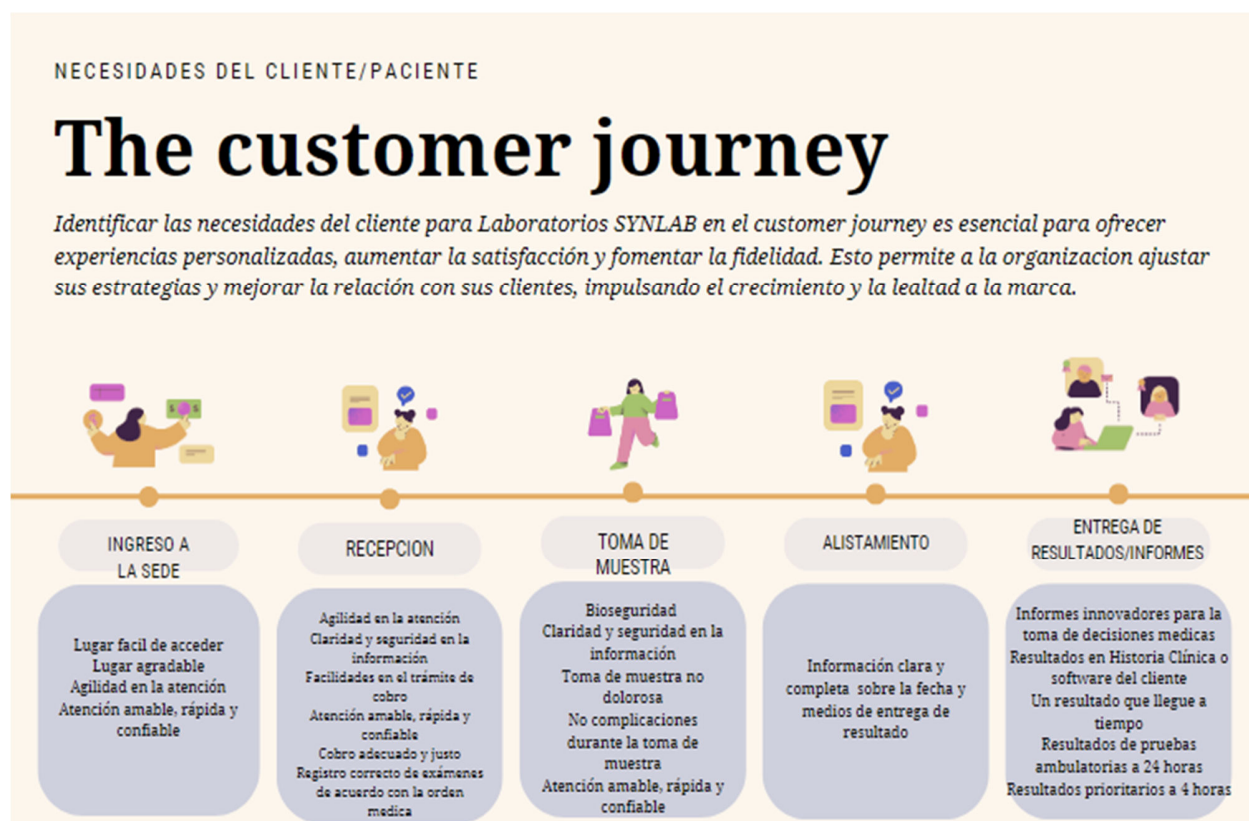 NECESIDADES DEL CLIENTE/PACIENTE
The customer journey
Identificar las necesidades del cliente para Laboratorios SYNLAB en el customer journey es esencial para ofrecer
experiencias personalizadas, aumentar la satisfacción y fomentar la fidelidad. Esto permite a la organizacion ajustar
sus estrategias y mejorar la relación con sus clientes, impulsando el crecimiento y la lealtad a la marca.
INGRESO A
LA SEDE
Lugar facil de acceder
Lugar agradable
Agilidad en la atención
Atención amable, rápida y
confiable
RECEPCION
Agilidad en la atención
Claridad y seguridad en la
información
Facilidades en el trámite de
cobro
Atención amable, rápida y
confiable
Cobro adecuado y justo
Registro correcto de exámenes
de acuerdo con la orden
medica
TOMA DE
MUESTRA
Bioseguridad
Claridad y seguridad en la
información
Toma de muestra no
dolorosa
No complicaciones
durante la toma de
muestra
Atención amable, rápida y
confiable
ALISTAMIENTO
Información clara y
completa sobre la fecha y
medios de entrega de
resultado
ENTREGA DE
RESULTADOS/INFORMES
Informes innovadores para la
toma de decisiones medicas
Resultados en Historia Clínica o
software del cliente
Un resultado que llegue a
tiempo
Resultados de pruebas
ambulatorias a 24 horas
Resultados prioritarios a 4 horas